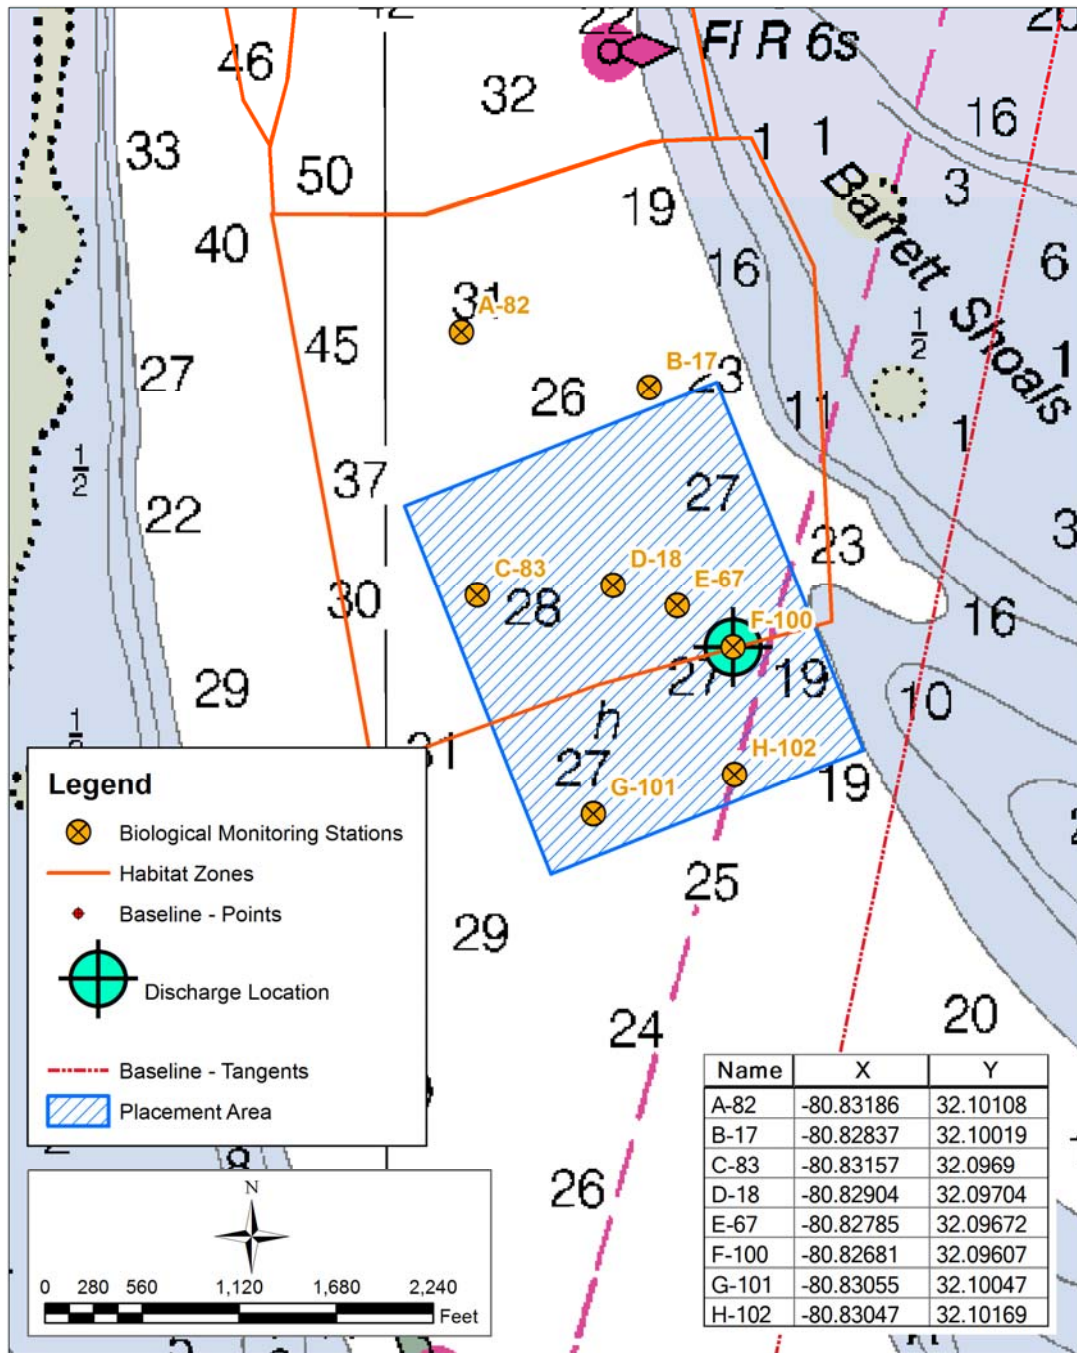 22
Fl R 6s
46
32
16
33
50
1
1
3
19
Barrett Shoals
40
16
6
31
A-82
45
½
27
B-17
23
1
26
11
1
½
37
27
22
23
3
C-83
D-18
E-67
28
30
F-100
16
27
19
29
10
h
H-102
27
G-101
19
25
29
24
20
26
Legend
Biological Monitoring Stations
Habitat Zones
Baseline - Points
Discharge Location
Baseline - Tangents
Placement Area
N
0 280 560 1,120 1,680 2,240
Feet
Name X Y
A-82 -80.83186 32.10108
B-17 -80.82837 32.10019
C-83 -80.83157 32.0969
D-18 -80.82904 32.09704
E-67 -80.82785 32.09672
F-100 -80.82681 32.09607
G-101 -80.83055 32.10047
H-102 -80.83047 32.10169